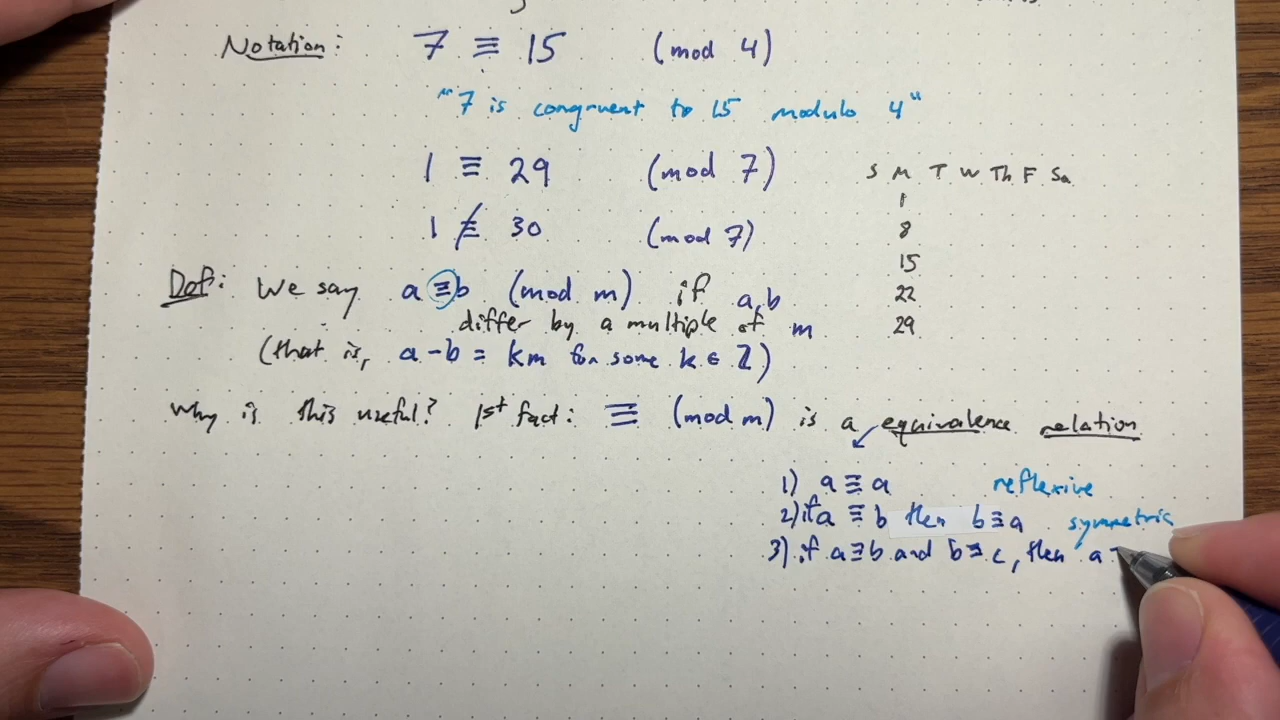 Notation: 7 ≡ 15 (mod 4)
"7 is congruent to 15 modulo 4"
1 ≡ 29 (mod 7)
1 ≢ 30 (mod 7)
S M T W Th F Sa
1
8
15
22
29
Def: We say a ≡ b (mod m) if a,b
differ by a multiple of m
(that is, a-b = km for some k ∈ ℤ)
Why is this useful? 1st fact: ≡ (mod m) is a equivalence relation
1) a ≡ a reflexive
2) if a ≡ b then b ≡ a symmetric
3) if a ≡ b and b ≡ c, then a